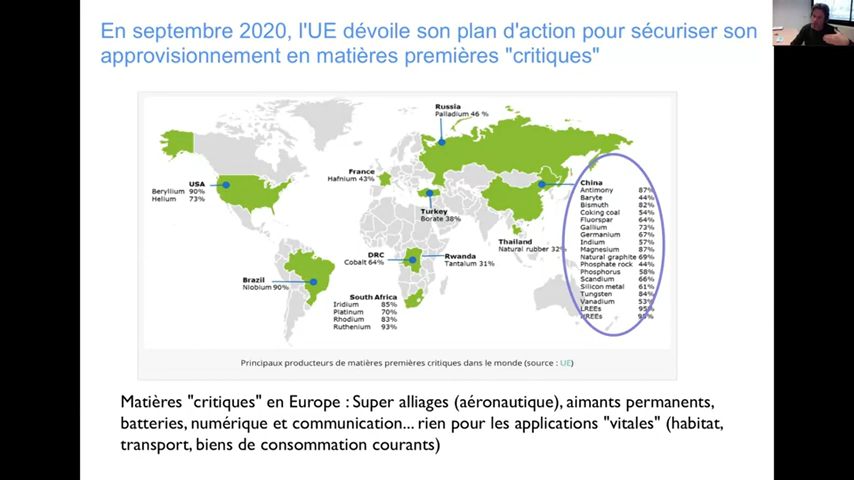 En septembre 2020, l'UE dévoile son plan d'action pour sécuriser son
approvisionnement en matières premières "critiques"
Russia
Palladium 46 %
France
Hafnium 43%
USA
Beryllium 90%
Helium 73%
Turkey
Borate 38%
China
Antimony 87%
Baryte 44%
Bismuth 82%
Coking coal 54%
Fluorspar 64%
Gallium 73%
Germanium 67%
Indium 57%
Magnesium 87%
Natural graphite 69%
Phosphate rock 44%
Phosphorus 58%
Scandium 66%
Silicon metal 61%
Tungsten 84%
Vanadium 53%
LREEs
HREEs
Thailand
Natural rubber 32%
DRC
Cobalt 64%
Rwanda
Tantalum 31%
Brazil
Niobium 90%
South Africa
Iridium 85%
Platinum 70%
Rhodium 83%
Ruthenium 93%
Principaux producteurs de matières premières critiques dans le monde (source : UE)
Matières "critiques" en Europe : Super alliages (aéronautique), aimants permanents,
batteries, numérique et communication... rien pour les applications "vitales" (habitat,
transport, biens de consommation courants)